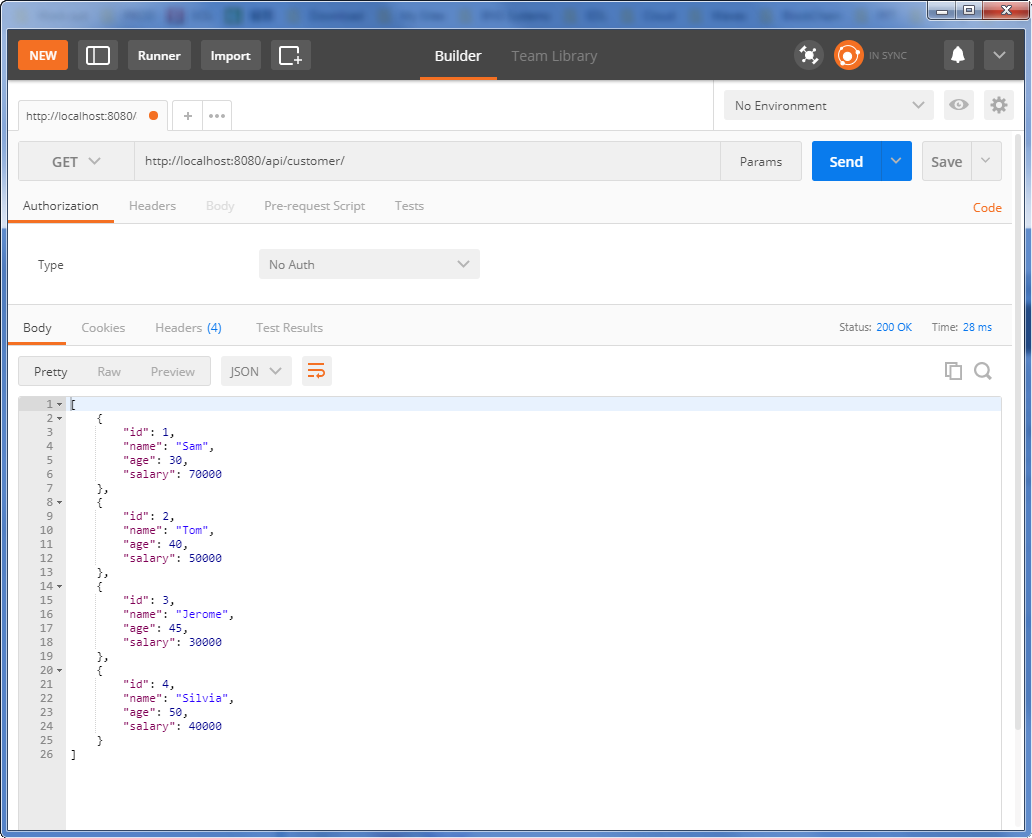 NEW Runner Import Builder Team Library IN SYNC
http://localhost:8080/ + ••• No Environment
GET http://localhost:8080/api/customer/ Params Send Save
Authorization Headers Body Pre-request Script Tests Code
Type No Auth
Body Cookies Headers (4) Test Results Status: 200 OK Time: 28 ms
Pretty Raw Preview JSON
1 [
2 {
3 "id": 1,
4 "name": "Sam",
5 "age": 30,
6 "salary": 70000
7 },
8 {
9 "id": 2,
10 "name": "Tom",
11 "age": 40,
12 "salary": 50000
13 },
14 {
15 "id": 3,
16 "name": "Jerome",
17 "age": 45,
18 "salary": 30000
19 },
20 {
21 "id": 4,
22 "name": "Silvia",
23 "age": 50,
24 "salary": 40000
25 }
26 ]